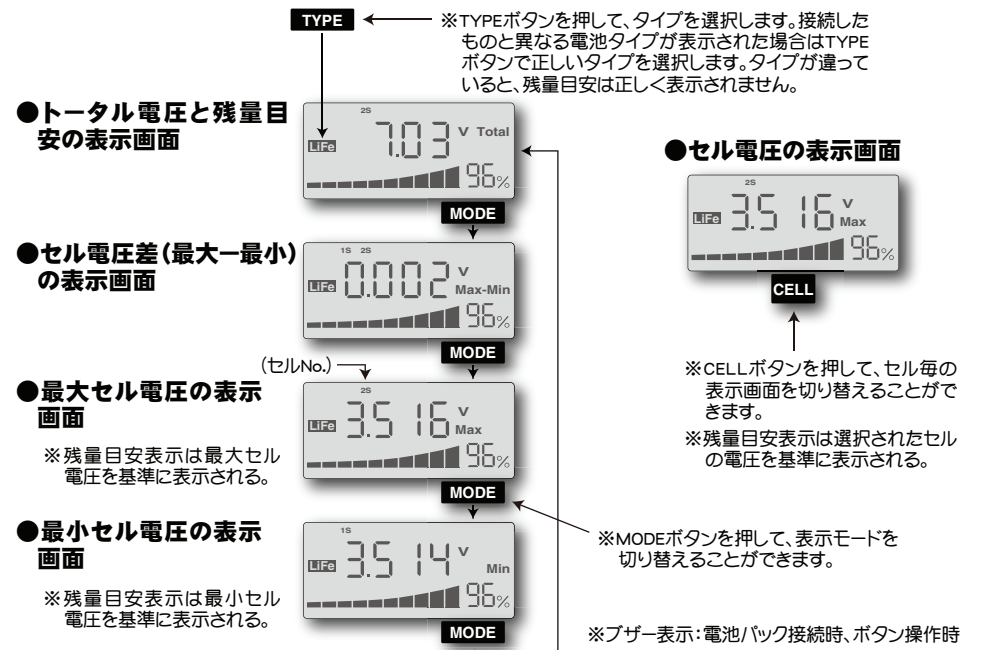 TYPE
※TYPEボタンを押して、タイプを選択します。接続した
ものと異なる電池タイプが表示された場合はTYPE
ボタンで正しいタイプを選択します。タイプが違って
いると、残量目安は正しく表示されません。
●トータル電圧と残量目
安の表示画面
2S
LiFe 7.03 V Total
96%
MODE
●セル電圧差(最大ー最小)
の表示画面
1S 2S
LiFe 0.002 V
Max-Min
96%
MODE
(セルNo.)
●最大セル電圧の表示
画面
※残量目安表示は最大セル
電圧を基準に表示される。
2S
LiFe 3.516 V
Max
96%
MODE
●最小セル電圧の表示
画面
※残量目安表示は最小セル
電圧を基準に表示される。
1S
LiFe 3.514 V
Min
96%
MODE
●セル電圧の表示画面
2S
LiFe 3.516 V
Max
96%
CELL
※CELLボタンを押して、セル毎の
表示画面を切り替えることがで
きます。
※残量目安表示は選択されたセル
の電圧を基準に表示される。
※MODEボタンを押して、表示モードを
切り替えることができます。
※ブザー表示:電池パック接続時、ボタン操作時